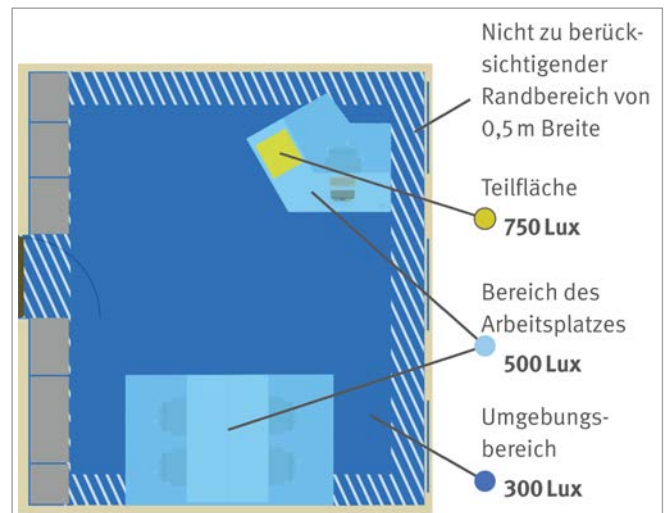 Nicht zu berück-
sichtigender
Randbereich von
0,5 m Breite
Teilfläche
750 Lux
Bereich des
Arbeitsplatzes
500 Lux
Umgebungs-
bereich
300 Lux